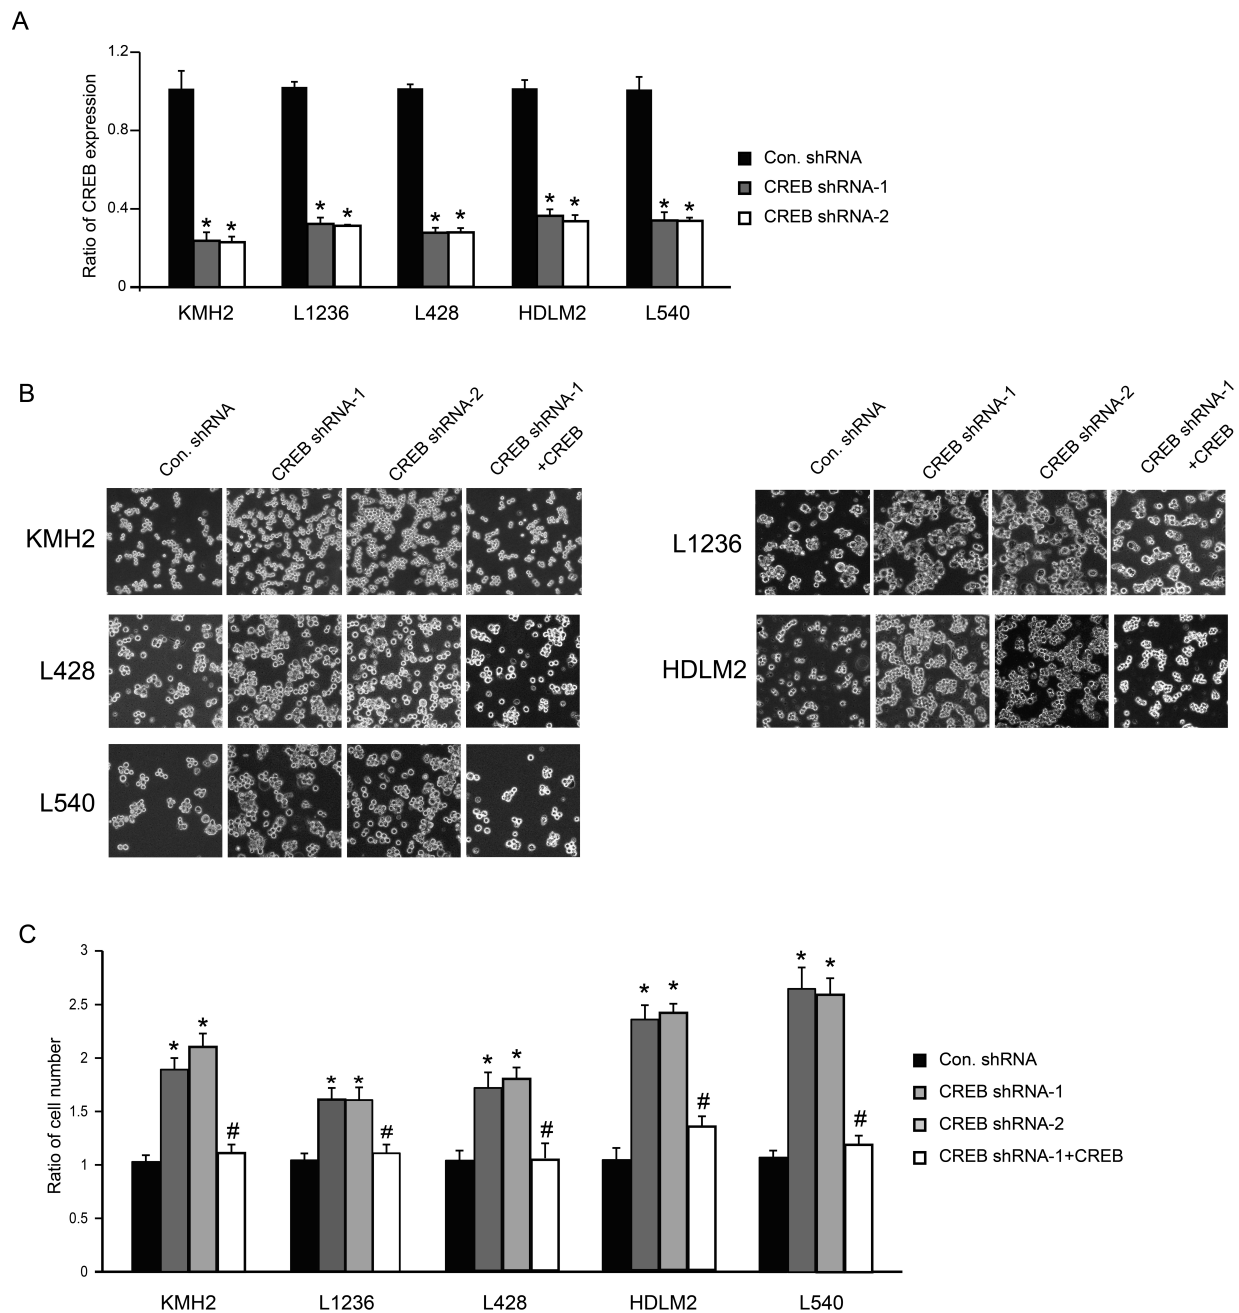 A
1.2
0.8
0.4
0
Ratio of CREB expression
* * * * * * * * * *
KMH2 L1236 L428 HDLM2 L540
Con. shRNA
CREB shRNA-1
CREB shRNA-2
B
Con. shRNA
CREB shRNA-1
CREB shRNA-2
CREB shRNA-1
+CREB
KMH2
L428
L540
Con. shRNA
CREB shRNA-1
CREB shRNA-2
CREB shRNA-1
+CREB
L1236
HDLM2
C
3
2.5
2
1.5
1
0.5
0
Ratio of cell number
* * # * * # * * # * * # * * #
KMH2 L1236 L428 HDLM2 L540
Con. shRNA
CREB shRNA-1
CREB shRNA-2
CREB shRNA-1+CREB